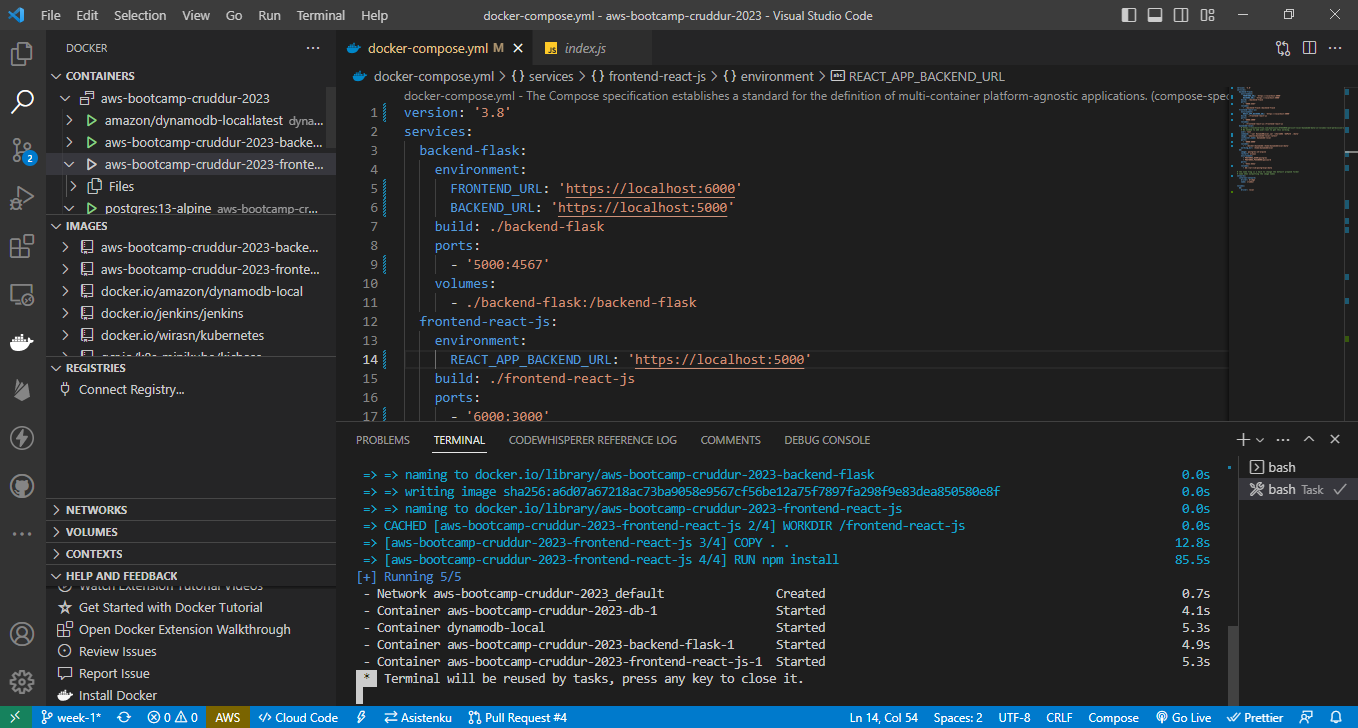 File Edit Selection View Go Run Terminal Help docker-compose.yml - aws-bootcamp-cruddur-2023 - Visual Studio Code
DOCKER ···
CONTAINERS
aws-bootcamp-cruddur-2023
amazon/dynamodb-local:latest dyna...
aws-bootcamp-cruddur-2023-backe...
aws-bootcamp-cruddur-2023-fronte...
Files
postgres:13-alpine aws-bootcamp-cr...
IMAGES
aws-bootcamp-cruddur-2023-backe...
aws-bootcamp-cruddur-2023-fronte...
docker.io/amazon/dynamodb-local
docker.io/jenkins/jenkins
docker.io/wirasn/kubernetes
REGISTRIES
Connect Registry...
NETWORKS
VOLUMES
CONTEXTS
HELP AND FEEDBACK
Watch Extension Tutorial Videos
Get Started with Docker Tutorial
Open Docker Extension Walkthrough
Review Issues
Report Issue
Install Docker
2
docker-compose.yml M JS index.js
docker-compose.yml > {} services > {} frontend-react-js > {} environment > abc REACT_APP_BACKEND_URL
docker-compose.yml - The Compose specification establishes a standard for the definition of multi-container platform-agnostic applications. (compose-spe
1 version: '3.8'
2 services:
3 backend-flask:
4 environment:
5 FRONTEND_URL: 'https://localhost:6000'
6 BACKEND_URL: 'https://localhost:5000'
7 build: ./backend-flask
8 ports:
9 - '5000:4567'
10 volumes:
11 - ./backend-flask:/backend-flask
12 frontend-react-js:
13 environment:
14 REACT_APP_BACKEND_URL: 'https://localhost:5000'
15 build: ./frontend-react-js
16 ports:
17 - '6000:3000'
PROBLEMS TERMINAL CODEWHISPERER REFERENCE LOG COMMENTS DEBUG CONSOLE
=> => naming to docker.io/library/aws-bootcamp-cruddur-2023-backend-flask 0.0s
=> => writing image sha256:a6d07a67218ac73ba9058e9567cf56be12a75f7897fa298f9e83dea850580e8f 0.0s
=> => naming to docker.io/library/aws-bootcamp-cruddur-2023-frontend-react-js 0.0s
=> CACHED [aws-bootcamp-cruddur-2023-frontend-react-js 2/4] WORKDIR /frontend-react-js 0.0s
=> [aws-bootcamp-cruddur-2023-frontend-react-js 3/4] COPY . . 12.8s
=> [aws-bootcamp-cruddur-2023-frontend-react-js 4/4] RUN npm install 85.5s
[+] Running 5/5
- Network aws-bootcamp-cruddur-2023_default Created 0.7s
- Container aws-bootcamp-cruddur-2023-db-1 Started 4.1s
- Container dynamodb-local Started 5.3s
- Container aws-bootcamp-cruddur-2023-backend-flask-1 Started 4.9s
- Container aws-bootcamp-cruddur-2023-frontend-react-js-1 Started 5.3s
* Terminal will be reused by tasks, press any key to close it.
bash
bash Task
week-1* 0 0 AWS Cloud Code Asistenku Pull Request #4 Ln 14, Col 54 Spaces: 2 UTF-8 CRLF Compose Go Live Prettier